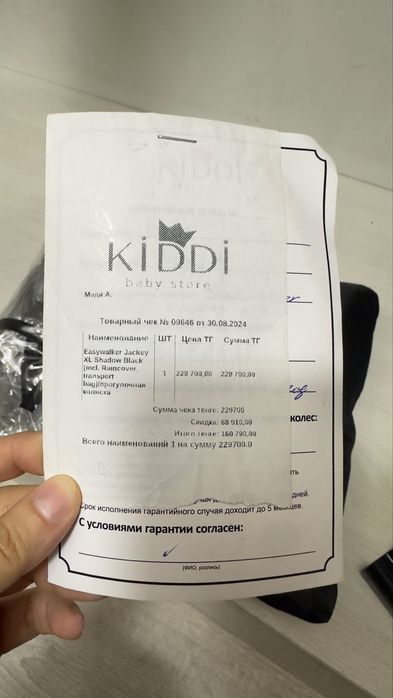 KiDDi
baby store
Миди А.
Товарный чек № 09646 от 30.08.2024
Наименование ШТ Цена ТГ Сумма ТГ
Easywalker Jackey
XL Shadow Black
(incl. Raincover,
transport
bag)/прогулочная
коляска
1 229 700,00 229 700,00
Сумма чека тенге: 229700
Скидка: 68 910,00
Итого тенге: 160 790,00
Всего наименований 1 на сумму 229700.0
колес:
дней.
Срок исполнения гарантийного случая доходит до 5 месяцев.
С условиями гарантии согласен:
(ФИО, роспись)